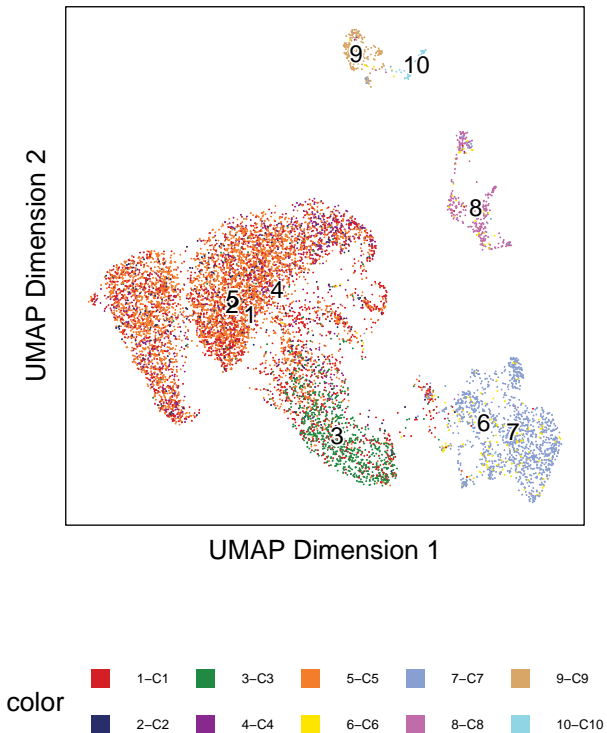 9
10
8
5
2
4
1
3
6
7
UMAP Dimension 2
UMAP Dimension 1
color
1–C1
3–C3
5–C5
7–C7
9–C9
2–C2
4–C4
6–C6
8–C8
10–C10